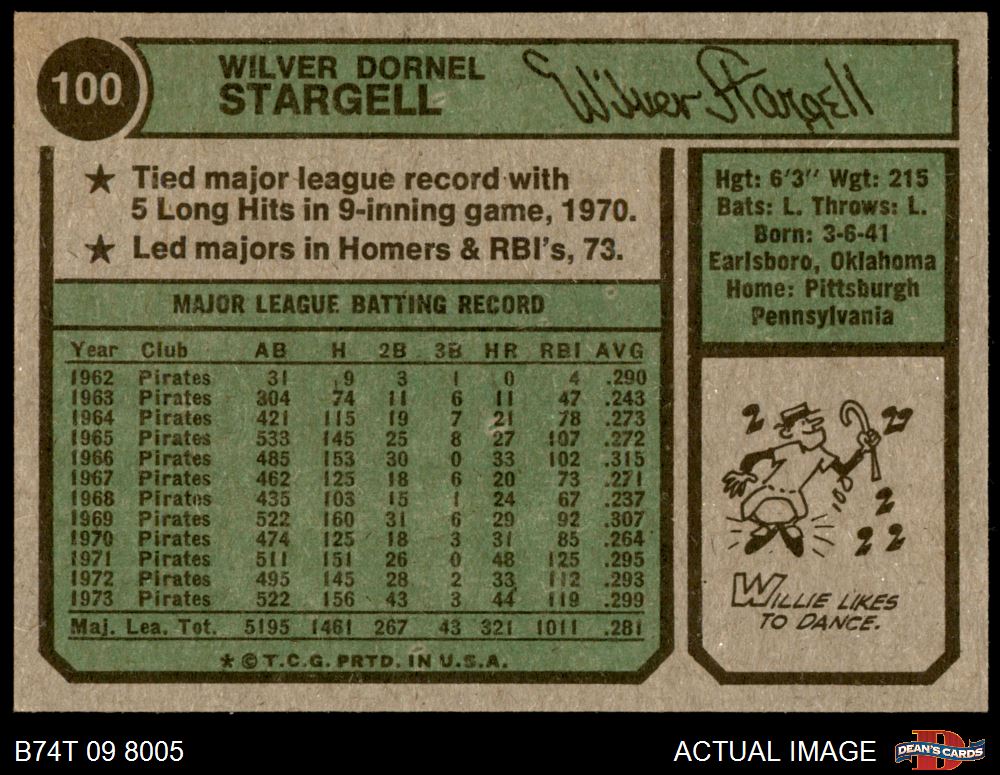 100
WILVER DORNEL
STARGELL
Wilver Stargell
★ Tied major league record with
5 Long Hits in 9-inning game, 1970.
★ Led majors in Homers & RBI's, 73.
MAJOR LEAGUE BATTING RECORD
Year Club AB H 2B 3B HR RBI AVG
1962 Pirates 31 9 3 1 0 4 .290
1963 Pirates 304 74 11 6 11 47 .243
1964 Pirates 421 115 19 7 21 78 .273
1965 Pirates 533 145 25 8 27 107 .272
1966 Pirates 485 153 30 0 33 102 .315
1967 Pirates 462 125 18 6 20 73 .271
1968 Pirates 435 103 15 1 24 67 .237
1969 Pirates 522 160 31 6 29 92 .307
1970 Pirates 474 125 18 3 31 85 .264
1971 Pirates 511 151 26 0 48 125 .295
1972 Pirates 495 145 28 2 33 112 .293
1973 Pirates 522 156 43 3 44 119 .299
Maj. Lea. Tot. 5195 1461 267 43 321 1011 .281
★ © T.C.G. PRTD. IN U.S.A.
Hgt: 6'3" Wgt: 215
Bats: L. Throws: L.
Born: 3-6-41
Earlsboro, Oklahoma
Home: Pittsburgh
Pennsylvania
WILLIE LIKES
TO DANCE.
B74T 09 8005
ACTUAL IMAGE
D
DEAN'S CARDS